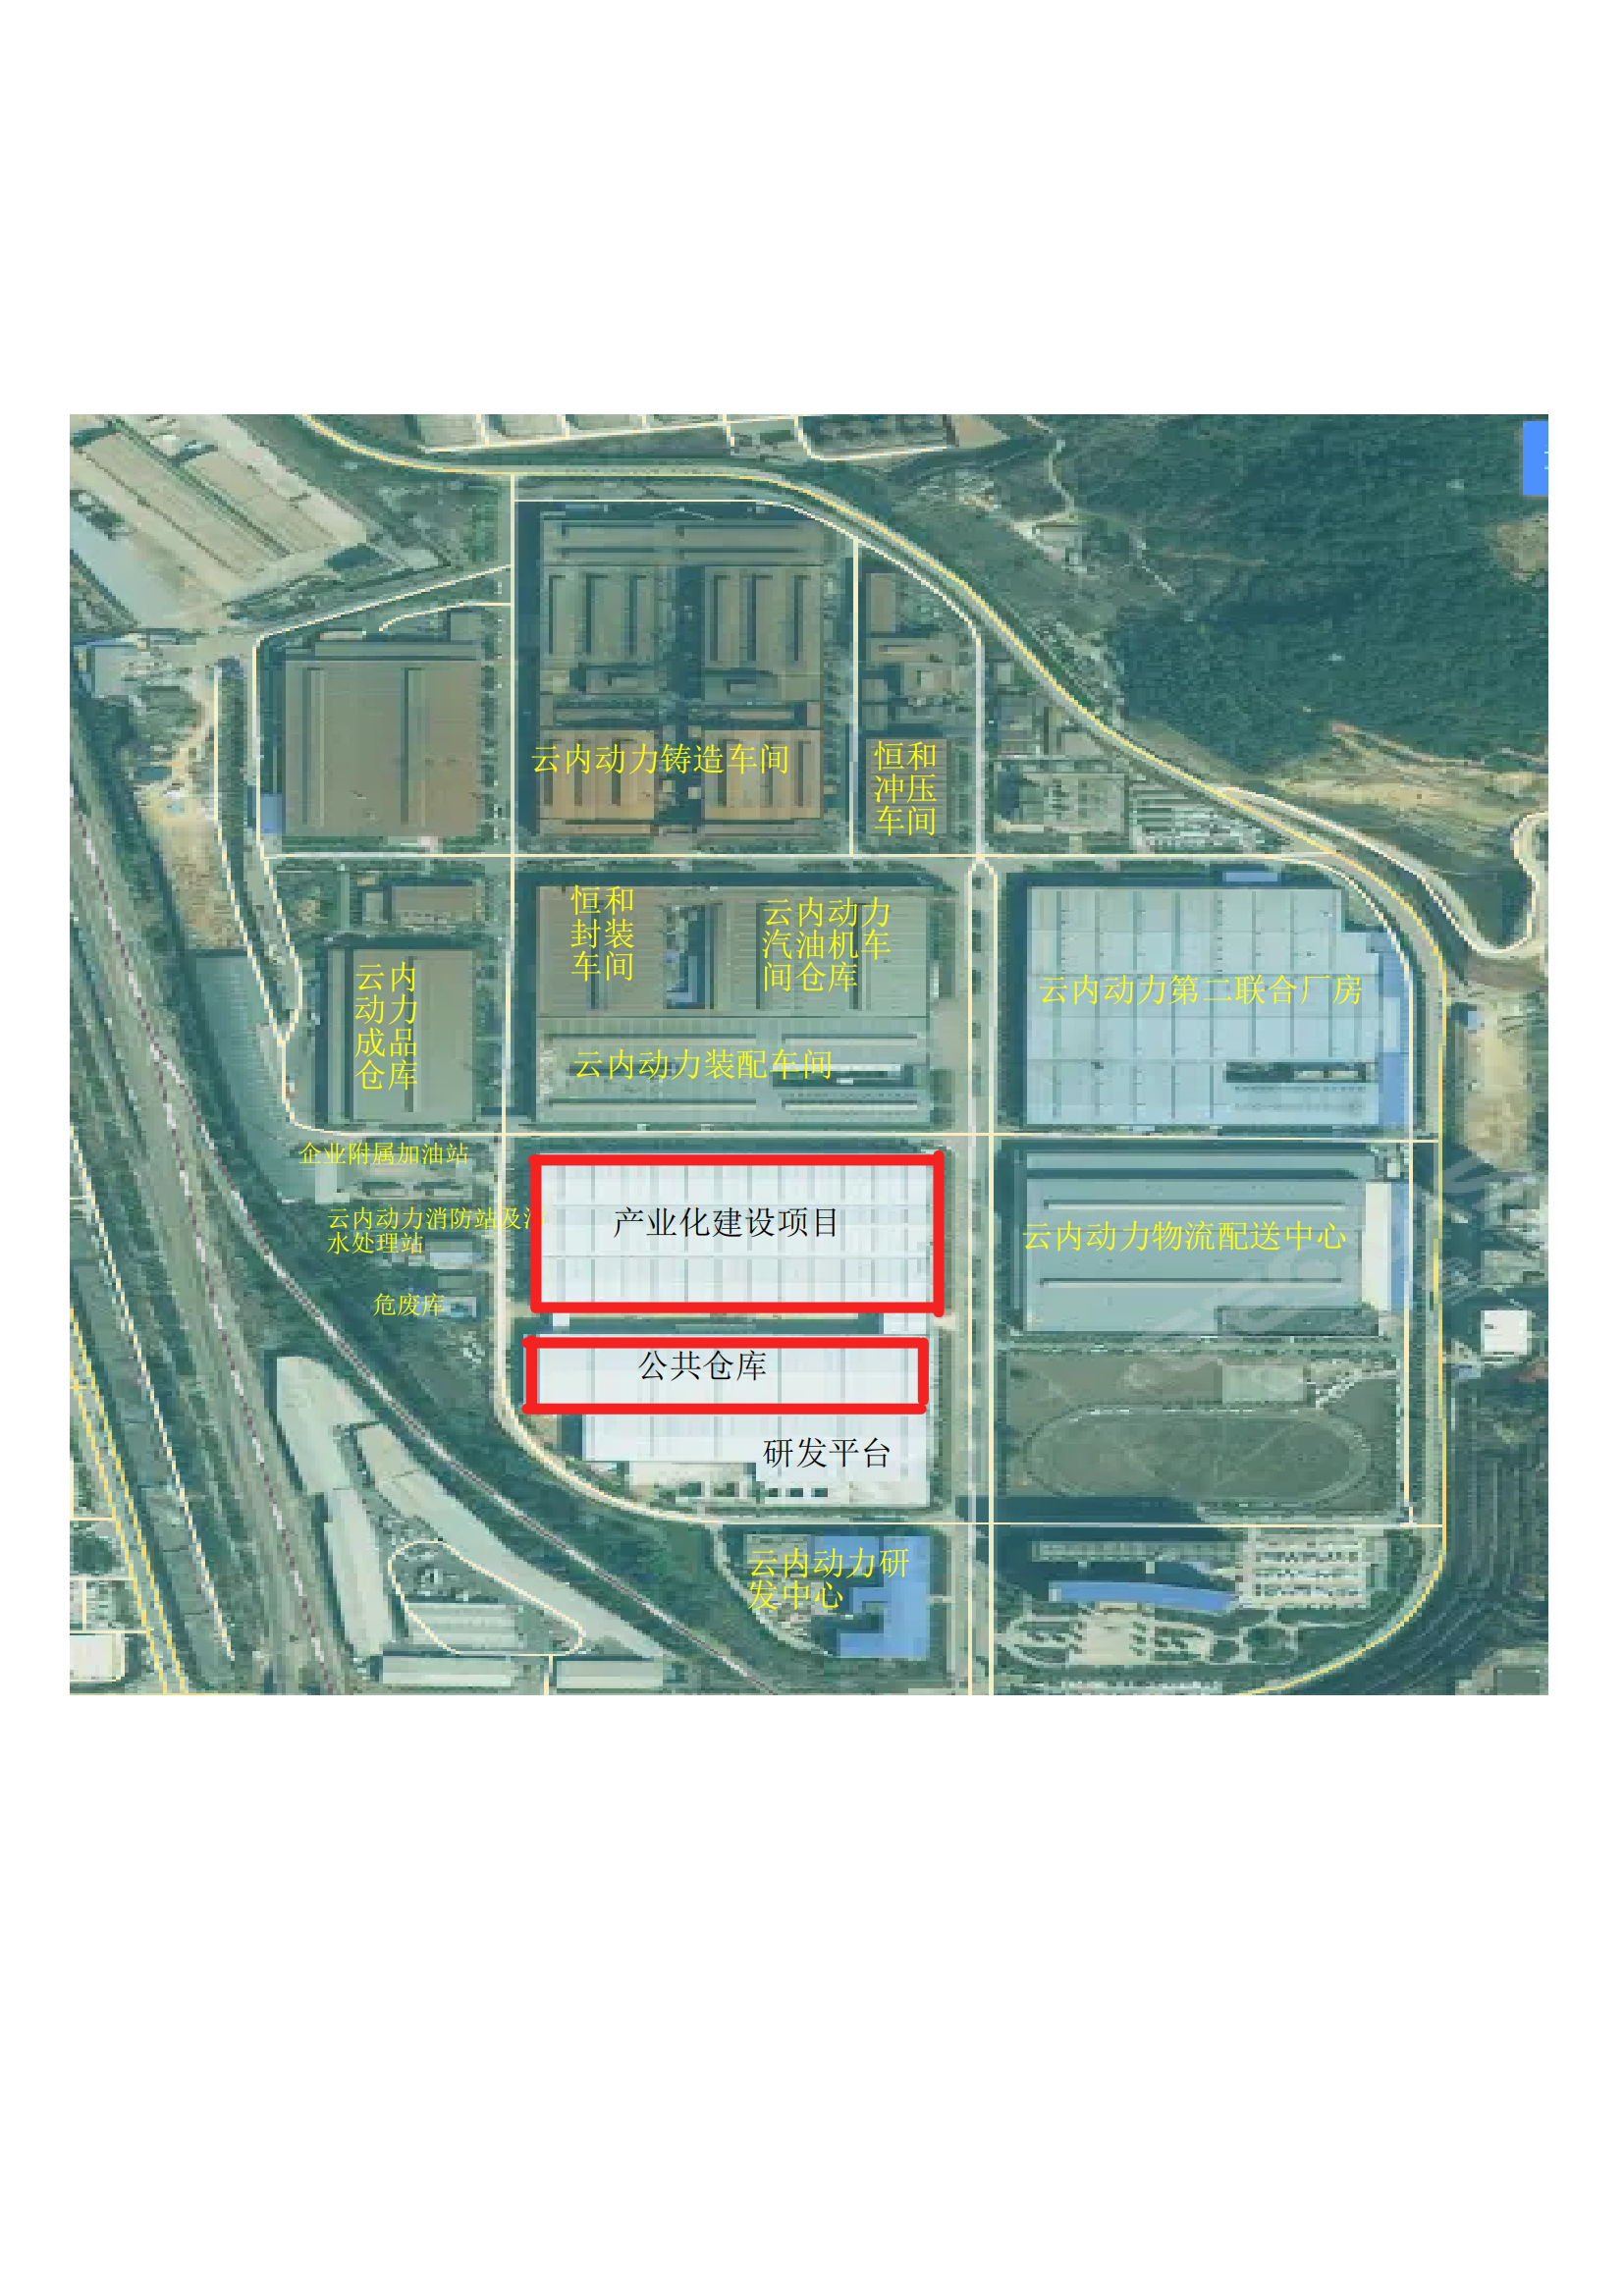 云内动力铸造车间
恒和
冲压
车间
恒和
封装
车间
云内动力
汽油机车
间仓库
云内动力第二联合厂房
云内
动力
成品
仓库
云内动力装配车间
企业附属加油站
云内动力消防站及污
水处理站
产业化建设项目
云内动力物流配送中心
危废库
公共仓库
研发平台
云内动力研
发中心